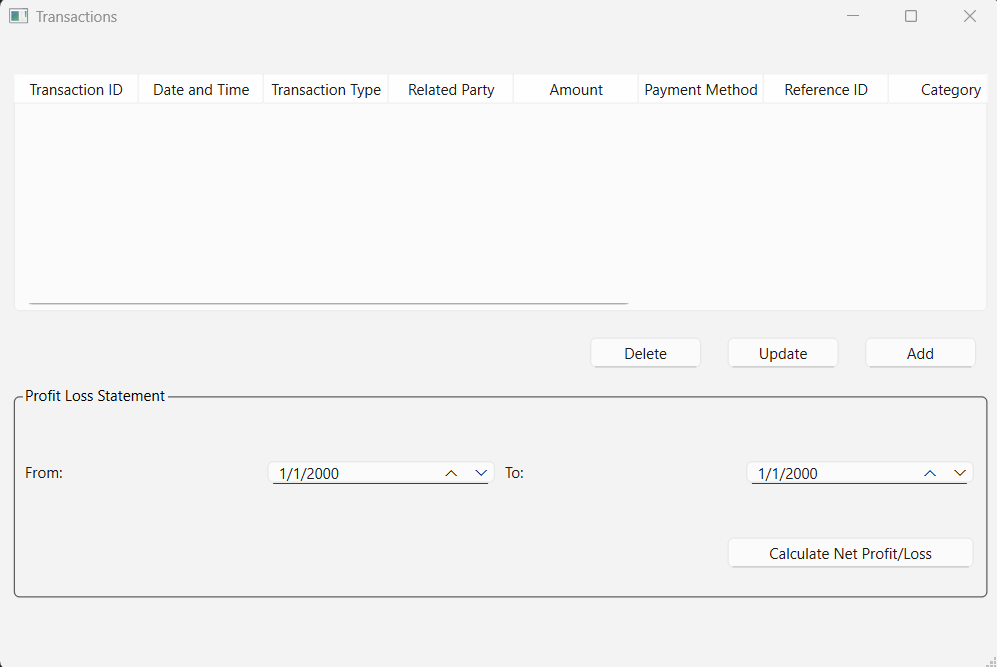 Transactions
Transaction ID Date and Time Transaction Type Related Party Amount Payment Method Reference ID Category
Delete Update Add
Profit Loss Statement
From: 1/1/2000 To: 1/1/2000
Calculate Net Profit/Loss